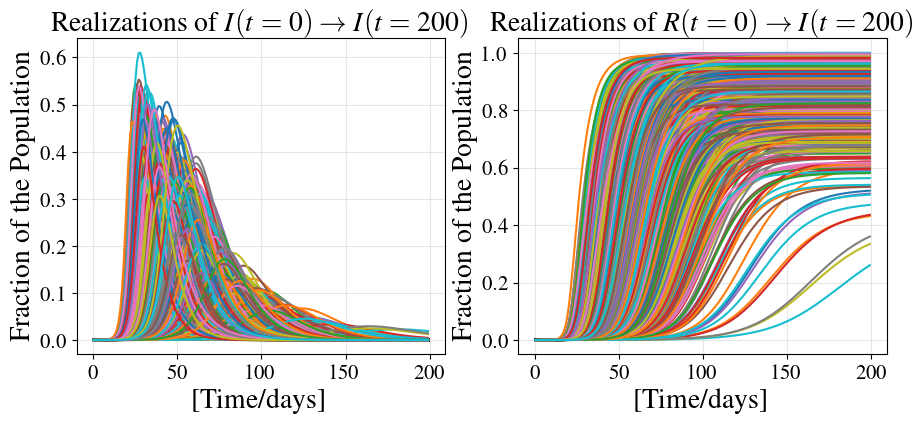 Realizations of I(t = 0) → I(t = 200)
Fraction of the Population
0.6
0.5
0.4
0.3
0.2
0.1
0.0
0 50 100 150 200
[Time/days]
Realizations of R(t = 0) → I(t = 200)
Fraction of the Population
1.0
0.8
0.6
0.4
0.2
0.0
0 50 100 150 200
[Time/days]